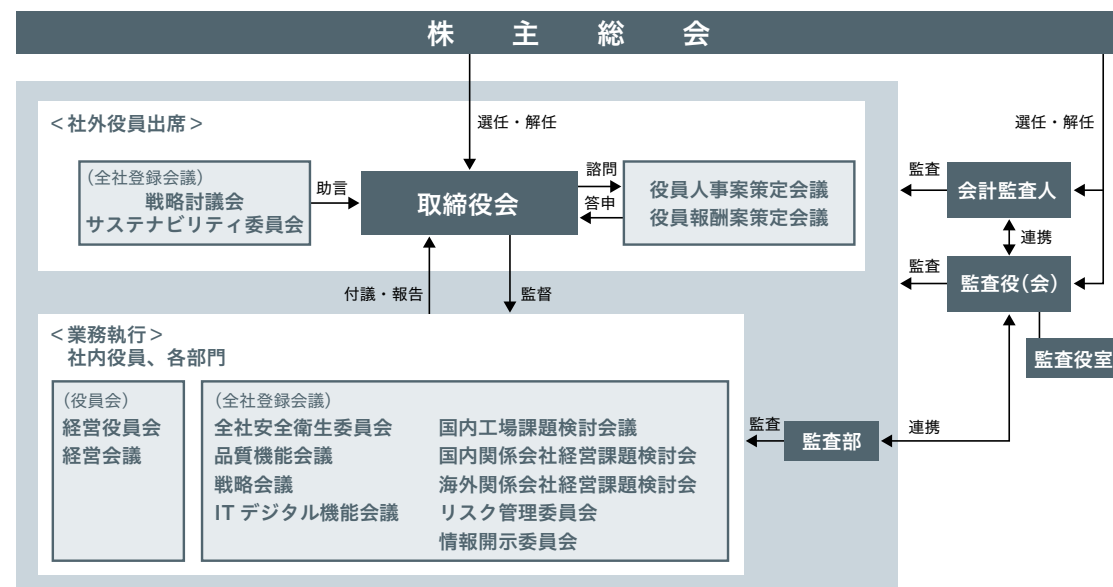 株主総会
＜社外役員出席＞
選任・解任
選任・解任
(全社登録会議)
戦略討議会
サステナビリティ委員会
助言
取締役会
諮問
答申
役員人事案策定会議
役員報酬案策定会議
監査
会計監査人
連携
監査
監査役(会)
監査役室
付議・報告
監督
＜業務執行＞
社内役員、各部門
(役員会)
経営役員会
経営会議
(全社登録会議)
全社安全衛生委員会
品質機能会議
戦略会議
IT デジタル機能会議
国内工場課題検討会議
国内関係会社経営課題検討会
海外関係会社経営課題検討会
リスク管理委員会
情報開示委員会
監査
監査部
連携